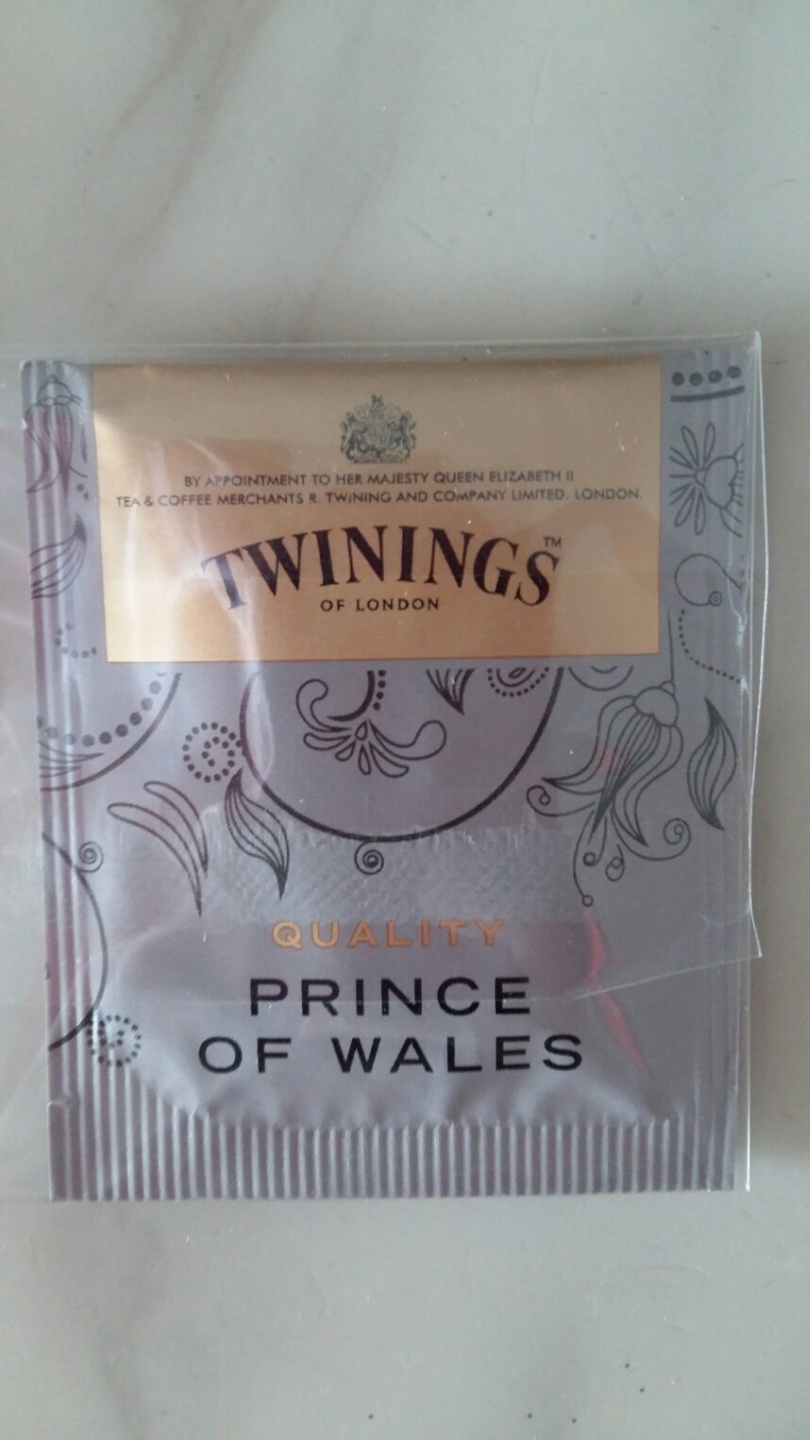 BY APPOINTMENT TO HER MAJESTY QUEEN ELIZABETH II
TEA & COFFEE MERCHANTS R. TWINING AND COMPANY LIMITED. LONDON.
TWININGS™
OF LONDON
QUALITY
PRINCE
OF WALES